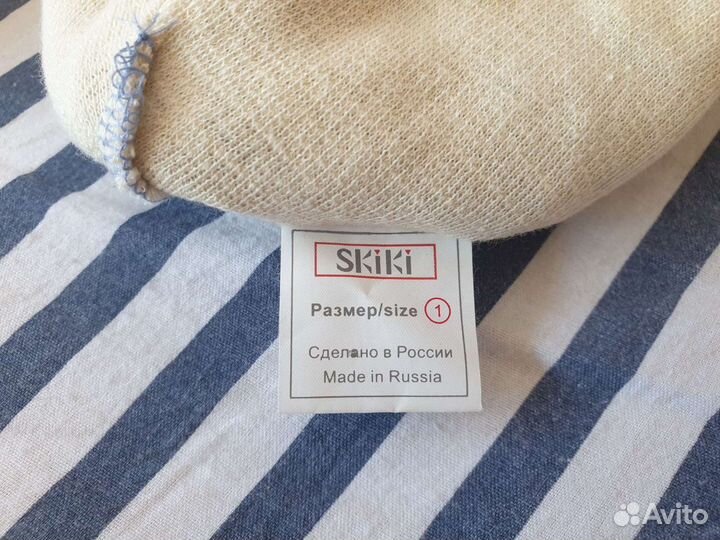 SKiKi
Размер/size 1
Сделано в России
Made in Russia
Avito